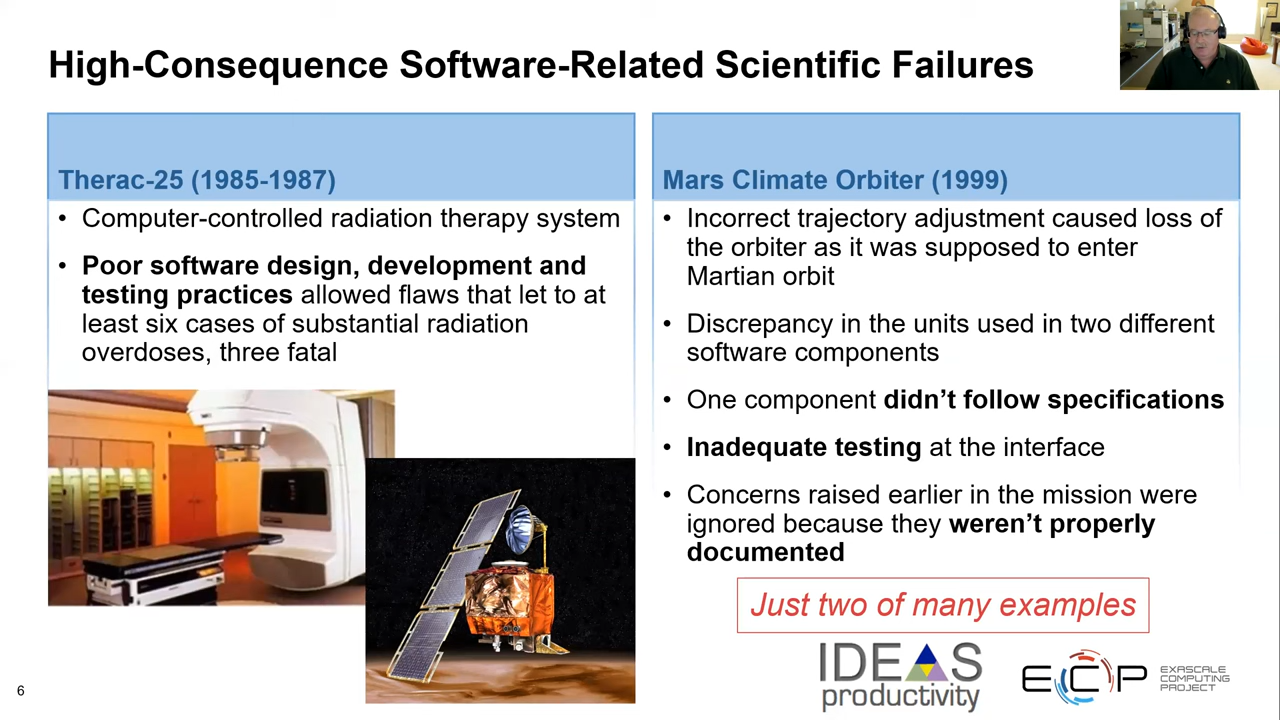 High-Consequence Software-Related Scientific Failures
Therac-25 (1985-1987)
• Computer-controlled radiation therapy system
• Poor software design, development and
testing practices allowed flaws that let to at
least six cases of substantial radiation
overdoses, three fatal
Mars Climate Orbiter (1999)
• Incorrect trajectory adjustment caused loss of
the orbiter as it was supposed to enter
Martian orbit
• Discrepancy in the units used in two different
software components
• One component didn’t follow specifications
• Inadequate testing at the interface
• Concerns raised earlier in the mission were
ignored because they weren’t properly
documented
Just two of many examples
IDEAS
productivity
ECP
EXASCALE
COMPUTING
PROJECT
6